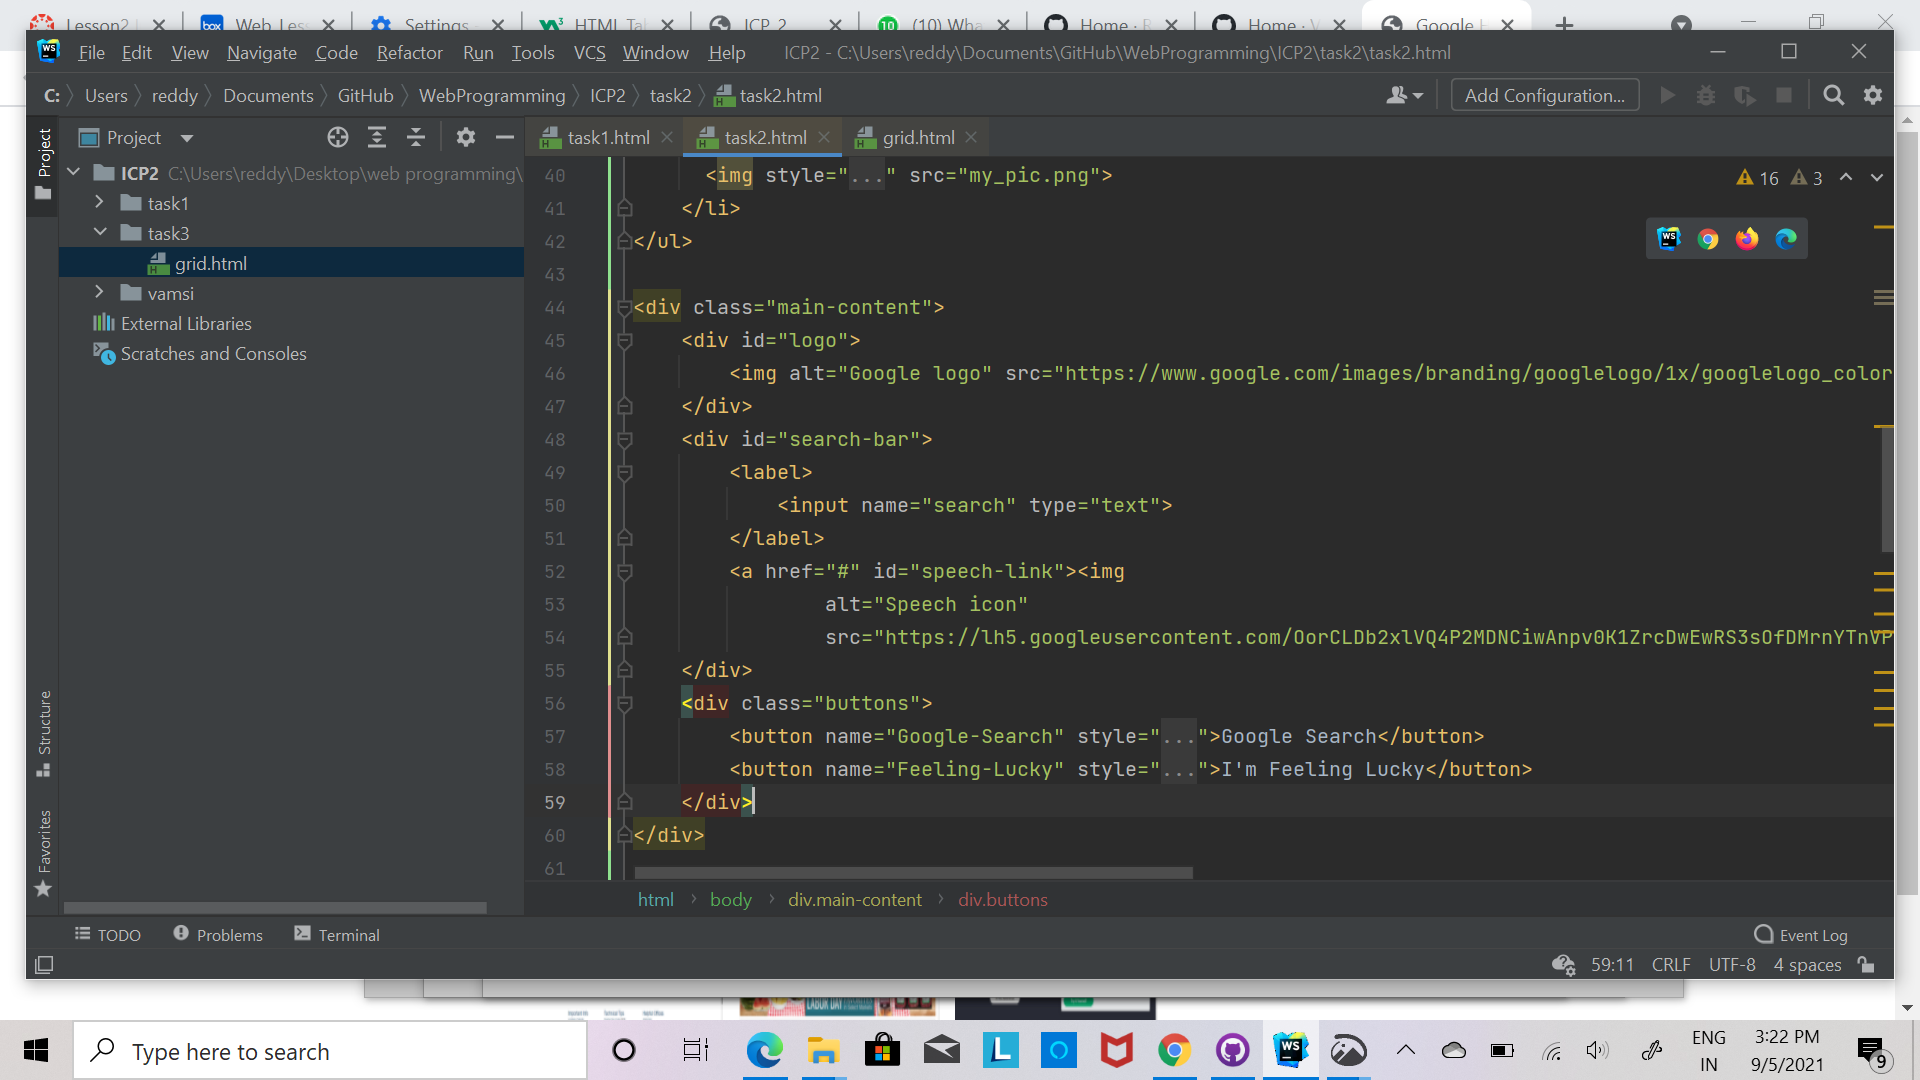 Lesson2 Web Less Settings HTML Tab ICP 2 (10) Wha Home · R Home · V Google H
File Edit View Navigate Code Refactor Run Tools VCS Window Help ICP2 - C:\Users\reddy\Documents\GitHub\WebProgramming\ICP2\task2\task2.html
C: Users reddy Documents GitHub WebProgramming ICP2 task2 task2.html Add Configuration...
Project
Project task1.html task2.html grid.html
ICP2 C:\Users\reddy\Desktop\web programming\
task1
task3
grid.html
vamsi
External Libraries
Scratches and Consoles
16 3
40 <img style="..." src="my_pic.png">
41 </li>
42 </ul>
43
44 <div class="main-content">
45 <div id="logo">
46 <img alt="Google logo" src="https://www.google.com/images/branding/googlelogo/1x/googlelogo_color
47 </div>
48 <div id="search-bar">
49 <label>
50 <input name="search" type="text">
51 </label>
52 <a href="#" id="speech-link"><img
53 alt="Speech icon"
54 src="https://lh5.googleusercontent.com/OorCLDb2xlVQ4P2MDNCiwAnpv0K1ZrcDwEwRS3sOfDMrnYTnVP
55 </div>
56 <div class="buttons">
57 <button name="Google-Search" style="...">Google Search</button>
58 <button name="Feeling-Lucky" style="...">I'm Feeling Lucky</button>
59 </div>
60 </div>
61
Structure
Favorites
html body div.main-content div.buttons
TODO Problems Terminal Event Log
59:11 CRLF UTF-8 4 spaces
LABOR DAY
Type here to search
ENG
IN
3:22 PM
9/5/2021
9